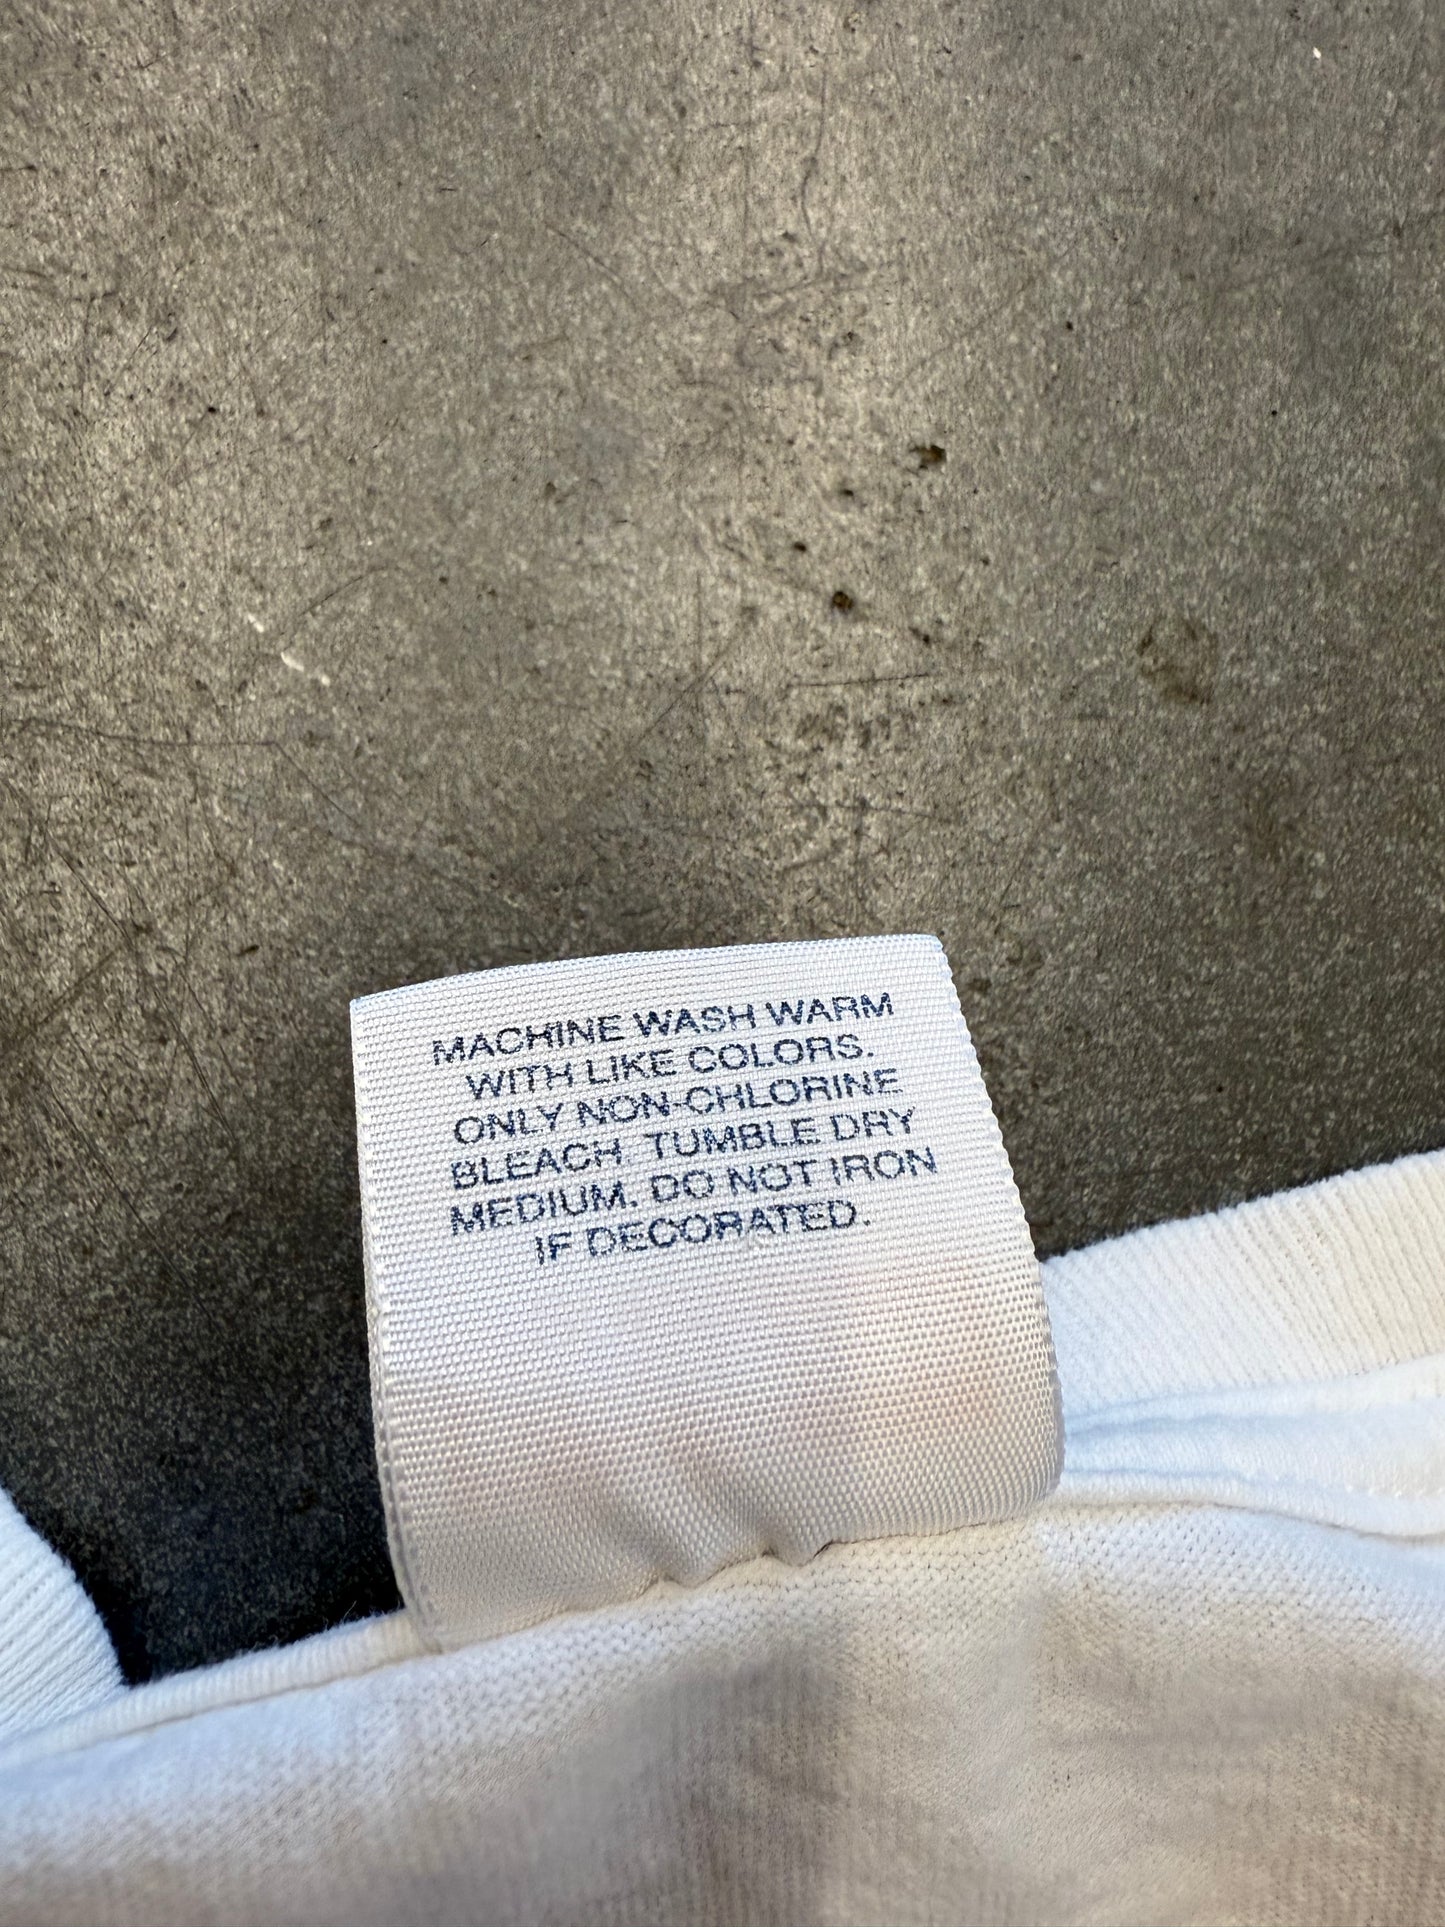 MACHINE WASH WARM
WITH LIKE COLORS.
ONLY NON-CHLORINE
BLEACH. TUMBLE DRY
MEDIUM. DO NOT IRON
IF DECORATED.